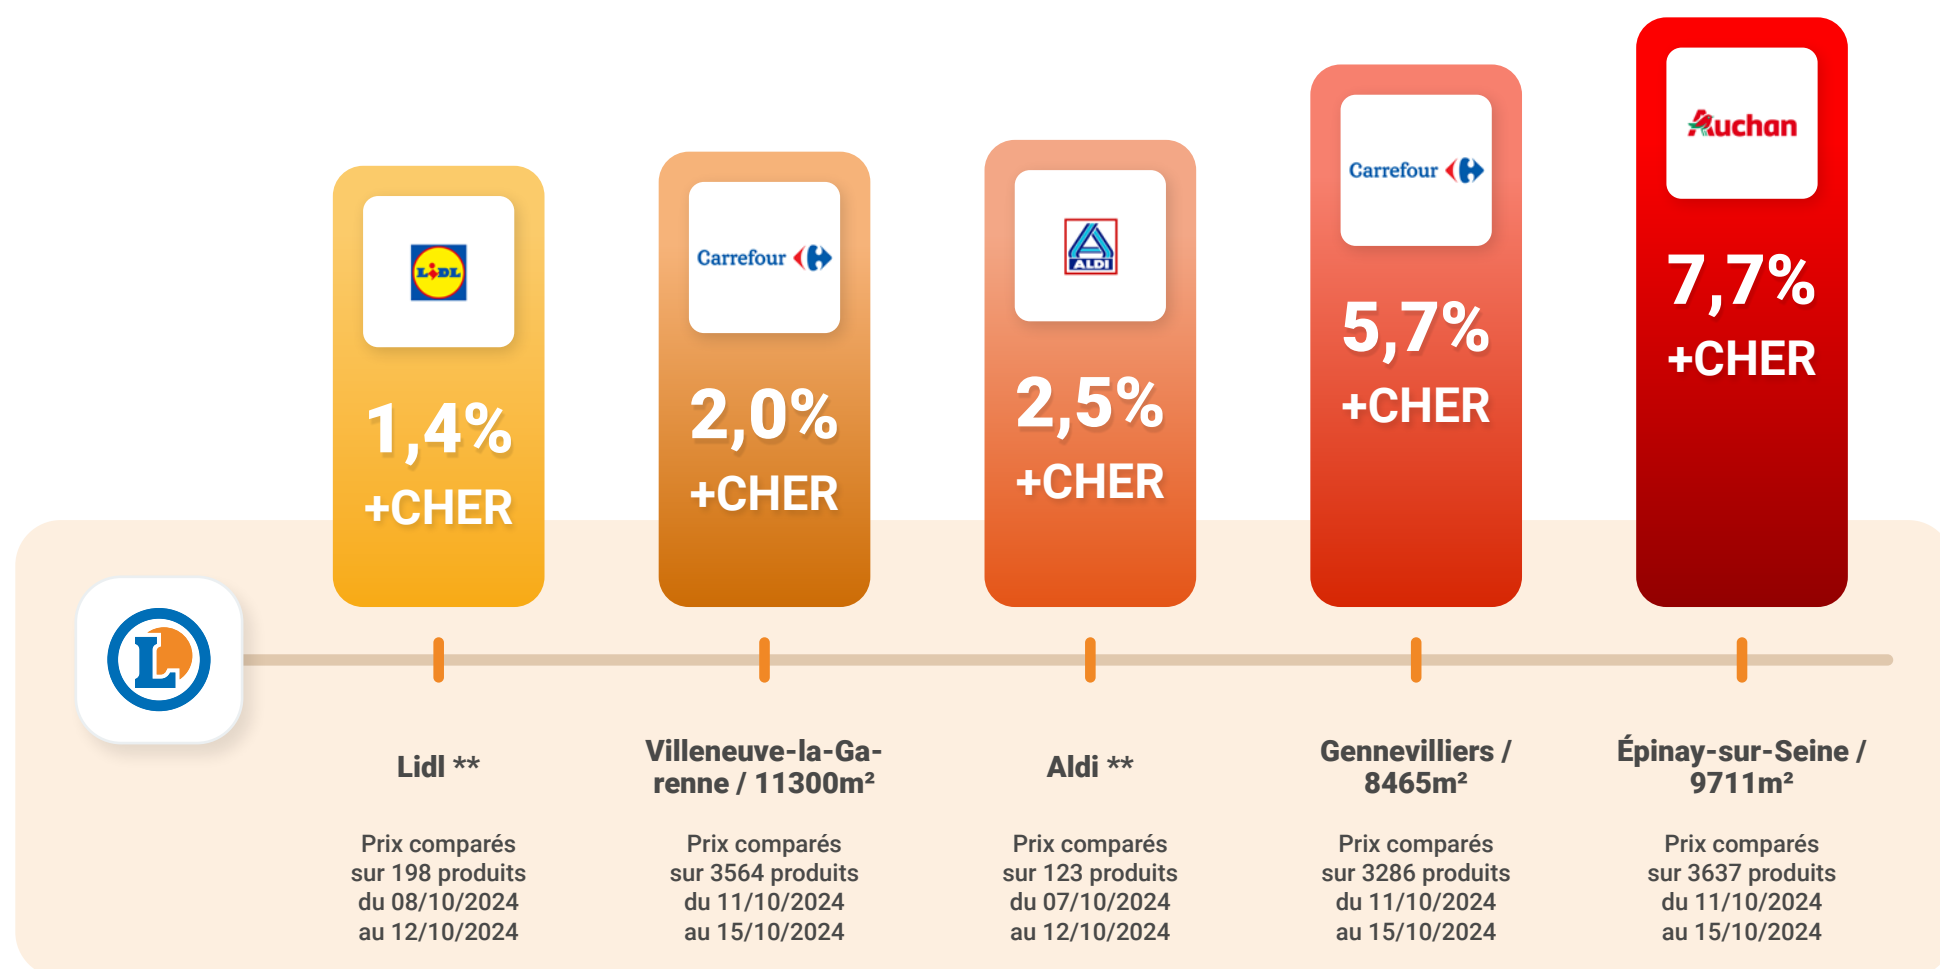 LIDL
1,4%
+CHER
Carrefour
2,0%
+CHER
ALDI
2,5%
+CHER
Carrefour
5,7%
+CHER
Auchan
7,7%
+CHER
L
Lidl **
Prix comparés
sur 198 produits
du 08/10/2024
au 12/10/2024
Villeneuve-la-Ga-
renne / 11300m²
Prix comparés
sur 3564 produits
du 11/10/2024
au 15/10/2024
Aldi **
Prix comparés
sur 123 produits
du 07/10/2024
au 12/10/2024
Gennevilliers /
8465m²
Prix comparés
sur 3286 produits
du 11/10/2024
au 15/10/2024
Épinay-sur-Seine /
9711m²
Prix comparés
sur 3637 produits
du 11/10/2024
au 15/10/2024